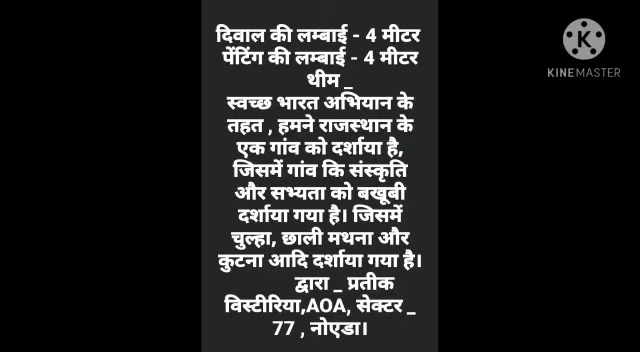 दिवाल की लम्बाई - 4 मीटर
पेंटिंग की लम्बाई - 4 मीटर
थीम _
स्वच्छ भारत अभियान के
तहत , हमने राजस्थान के
एक गांव को दर्शाया है,
जिसमें गांव कि संस्कृति
और सभ्यता को बखूबी
दर्शाया गया है। जिसमें
चुल्हा, छाली मथना और
कुटना आदि दर्शाया गया है।
द्वारा _ प्रतीक
विस्टीरिया,AOA, सेक्टर _
77 , नोएडा।
K
KINEMASTER